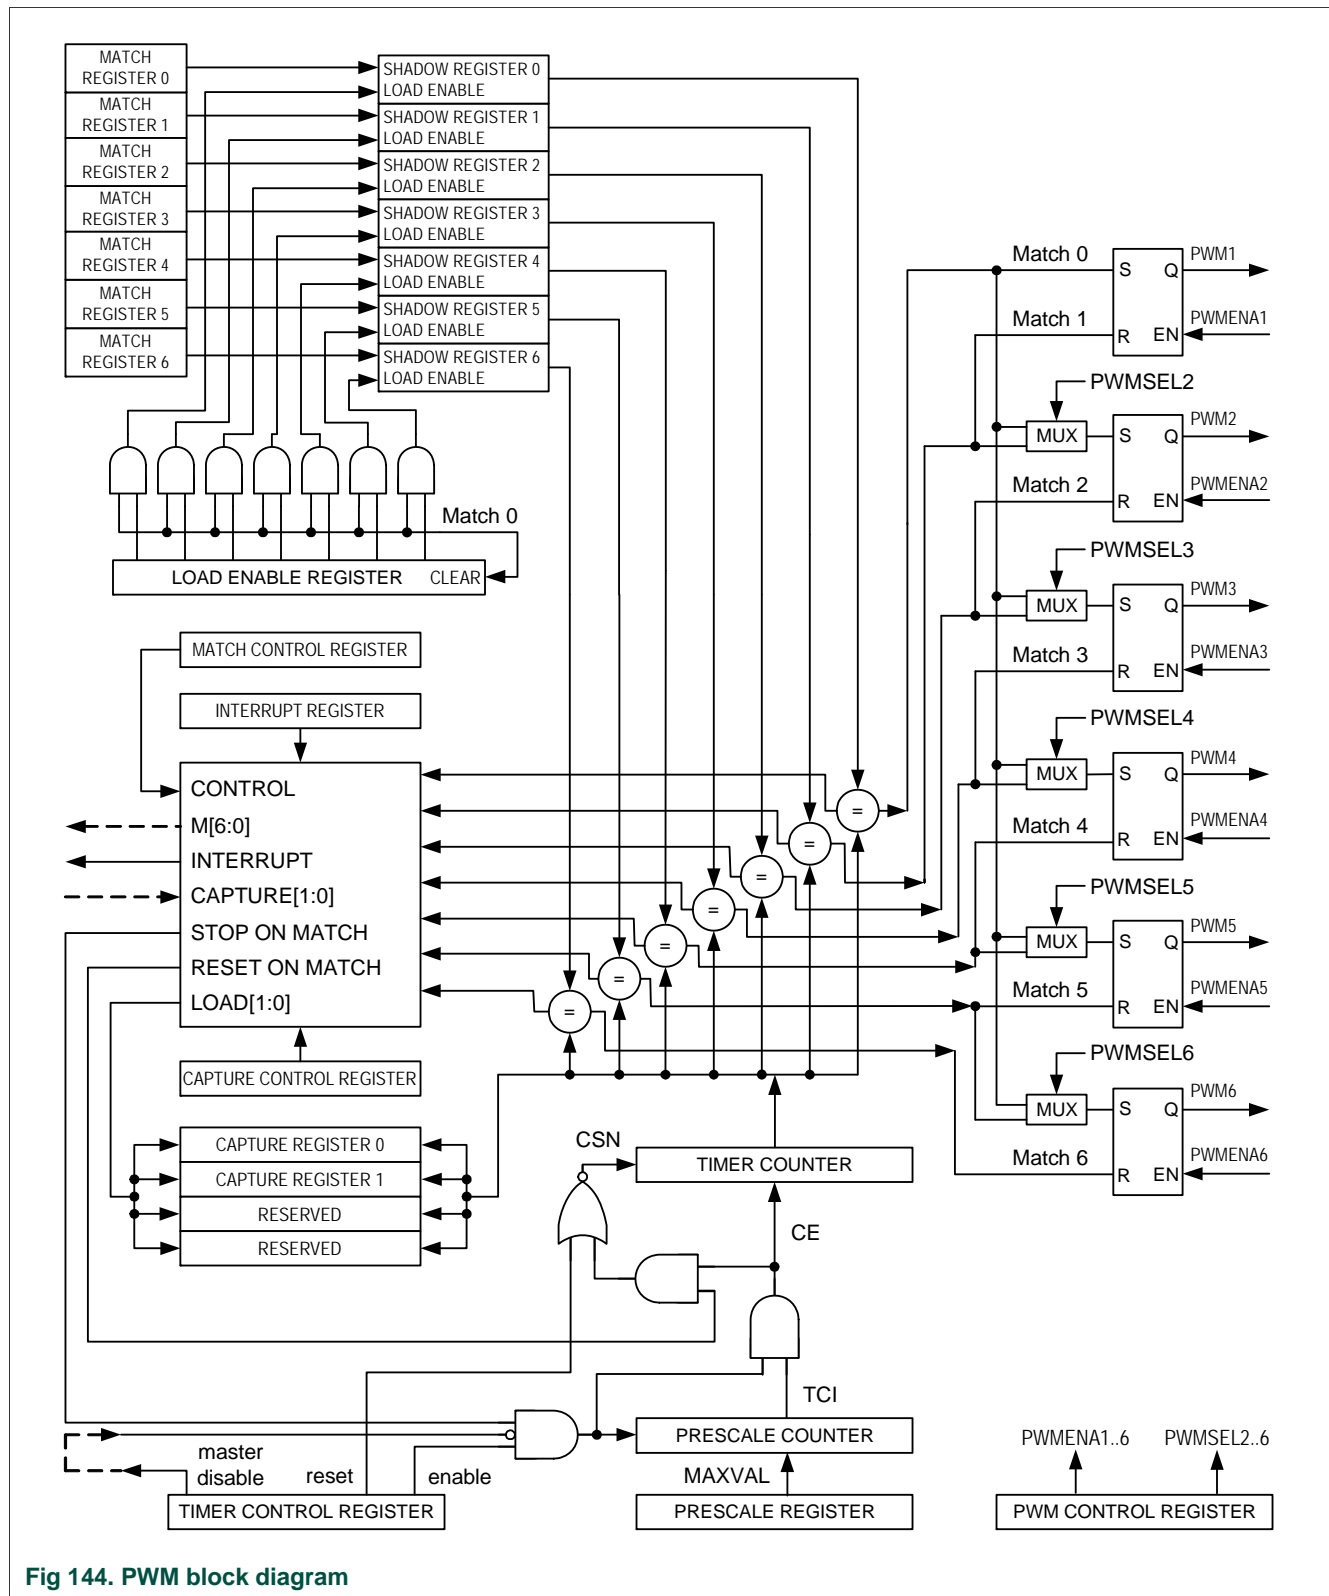 MATCH
REGISTER 0
MATCH
REGISTER 1
MATCH
REGISTER 2
MATCH
REGISTER 3
MATCH
REGISTER 4
MATCH
REGISTER 5
MATCH
REGISTER 6
SHADOW REGISTER 0
LOAD ENABLE
SHADOW REGISTER 1
LOAD ENABLE
SHADOW REGISTER 2
LOAD ENABLE
SHADOW REGISTER 3
LOAD ENABLE
SHADOW REGISTER 4
LOAD ENABLE
SHADOW REGISTER 5
LOAD ENABLE
SHADOW REGISTER 6
LOAD ENABLE
Match 0
LOAD ENABLE REGISTER CLEAR
MATCH CONTROL REGISTER
INTERRUPT REGISTER
CONTROL
M[6:0]
INTERRUPT
CAPTURE[1:0]
STOP ON MATCH
RESET ON MATCH
LOAD[1:0]
CAPTURE CONTROL REGISTER
CAPTURE REGISTER 0
CAPTURE REGISTER 1
RESERVED
RESERVED
=
=
=
=
=
=
=
Match 0
S Q
PWM1
Match 1
R EN
PWMENA1
PWMSEL2
MUX
S Q
PWM2
Match 2
R EN
PWMENA2
PWMSEL3
MUX
S Q
PWM3
Match 3
R EN
PWMENA3
PWMSEL4
MUX
S Q
PWM4
Match 4
R EN
PWMENA4
PWMSEL5
MUX
S Q
PWM5
Match 5
R EN
PWMENA5
PWMSEL6
MUX
S Q
PWM6
Match 6
R EN
PWMENA6
CSN
TIMER COUNTER
CE
TCI
PRESCALE COUNTER
MAXVAL
PRESCALE REGISTER
master
disable
reset
enable
TIMER CONTROL REGISTER
PWMENA1..6
PWMSEL2..6
PWM CONTROL REGISTER
Fig 144. PWM block diagram